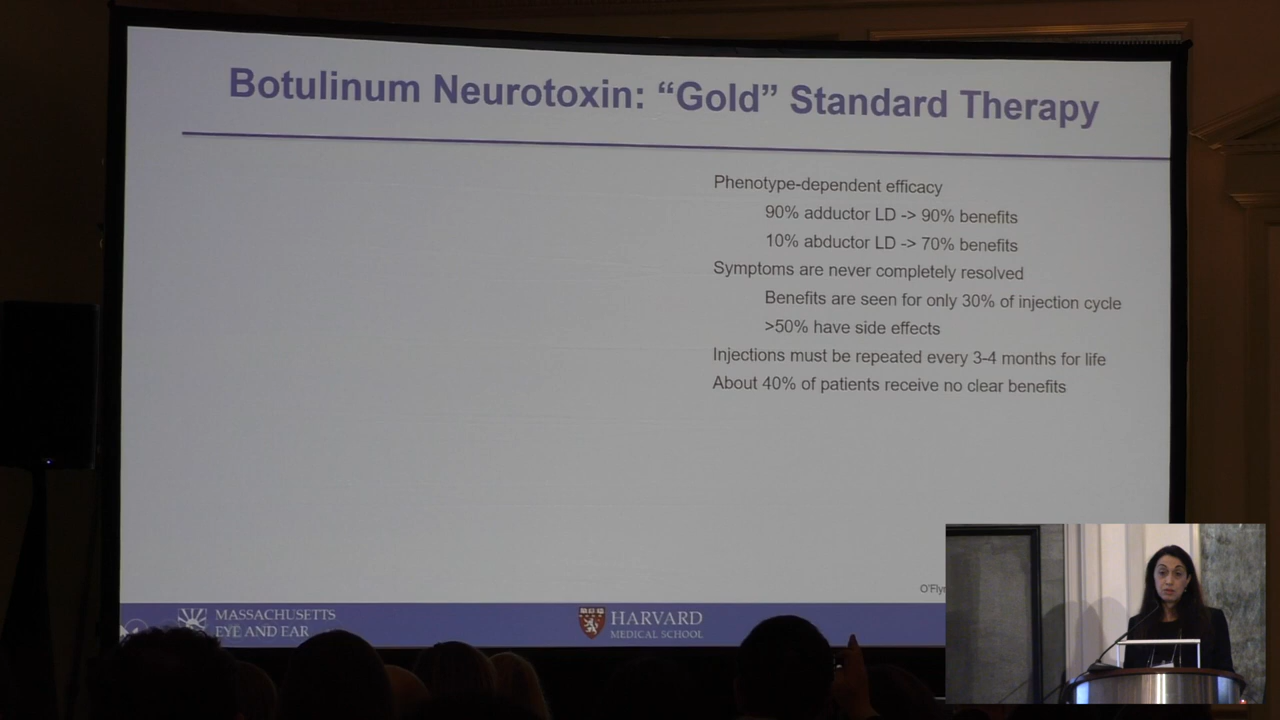 Botulinum Neurotoxin: “Gold” Standard Therapy
Phenotype-dependent efficacy
90% adductor LD -> 90% benefits
10% abductor LD -> 70% benefits
Symptoms are never completely resolved
Benefits are seen for only 30% of injection cycle
>50% have side effects
Injections must be repeated every 3-4 months for life
About 40% of patients receive no clear benefits
MASSACHUSETTS
EYE AND EAR
HARVARD
MEDICAL SCHOOL